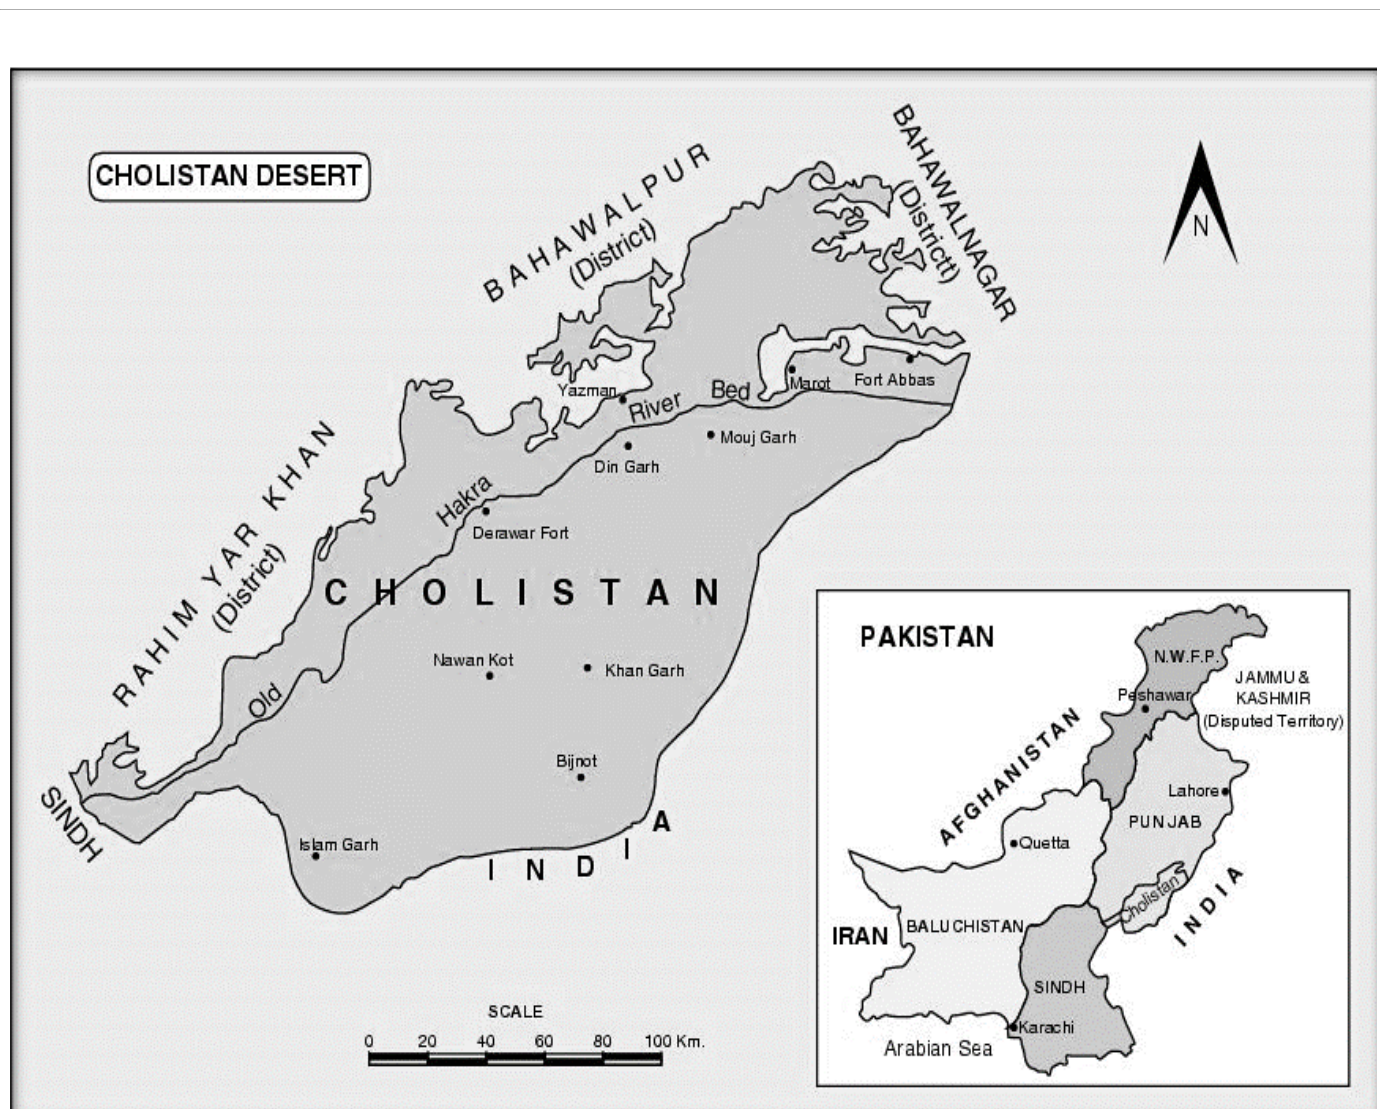 CHOLISTAN DESERT
BAHAWALPUR
(District)
BAHAWALNAGAR
(Districtt)
N
RAHIM YAR KHAN
(District)
Yazman
River
Bed
Marot
Fort Abbas
Mouj Garh
Din Garh
Hakra
Derawar Fort
CHOLISTAN
Nawan Kot
Khan Garh
Old
Bijnot
SINDH
Islam Garh
INDIA
SCALE
0 20 40 60 80 100 Km.
PAKISTAN
N.W.F.P.
Peshawar
JAMMU &
KASHMIR
(Disputed Territory)
AFGHANISTAN
Lahore
PUNJAB
Quetta
Cholistan
INDIA
IRAN
BALUCHISTAN
SINDH
Karachi
Arabian Sea